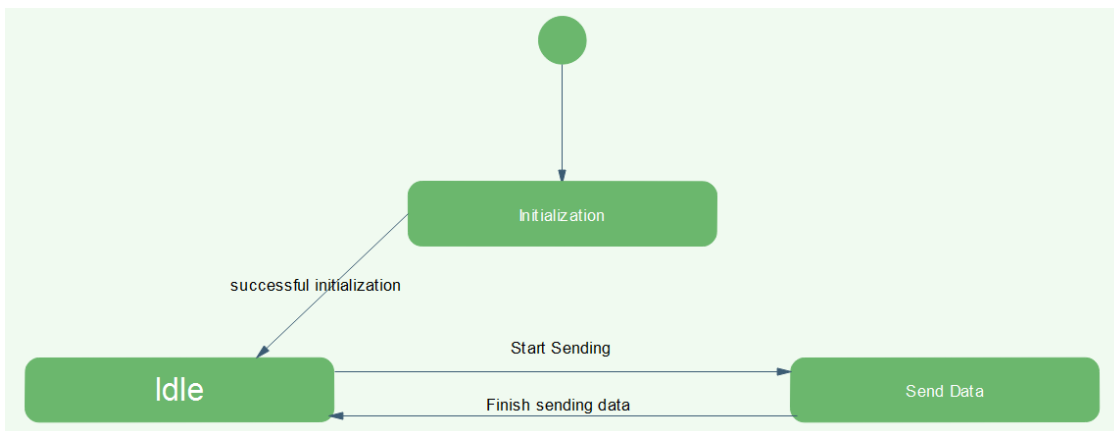 Initialization
successful initialization
Start Sending
Idle
Send Data
Finish sending data